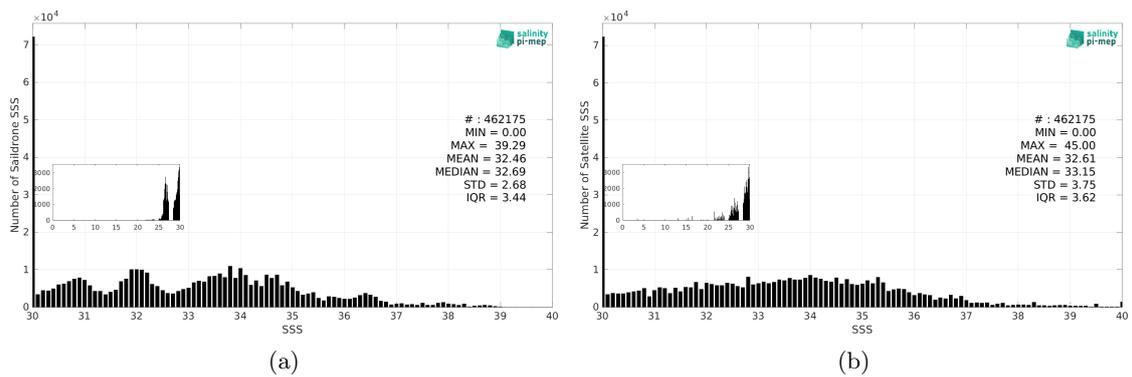 ×10⁴
7
6
5
4
3
2
1
0
Number of Saildrone SSS
30 31 32 33 34 35 36 37 38 39 40
SSS
salinity
pi-mep
# : 462175
MIN = 0.00
MAX = 39.29
MEAN = 32.46
MEDIAN = 32.69
STD = 2.68
IQR = 3.44
3000
2000
1000
0
0 5 10 15 20 25 30
(a)
×10⁴
7
6
5
4
3
2
1
0
Number of Satellite SSS
30 31 32 33 34 35 36 37 38 39 40
SSS
salinity
pi-mep
# : 462175
MIN = 0.00
MAX = 45.00
MEAN = 32.61
MEDIAN = 33.15
STD = 3.75
IQR = 3.62
3000
2000
1000
0
0 5 10 15 20 25 30
(b)